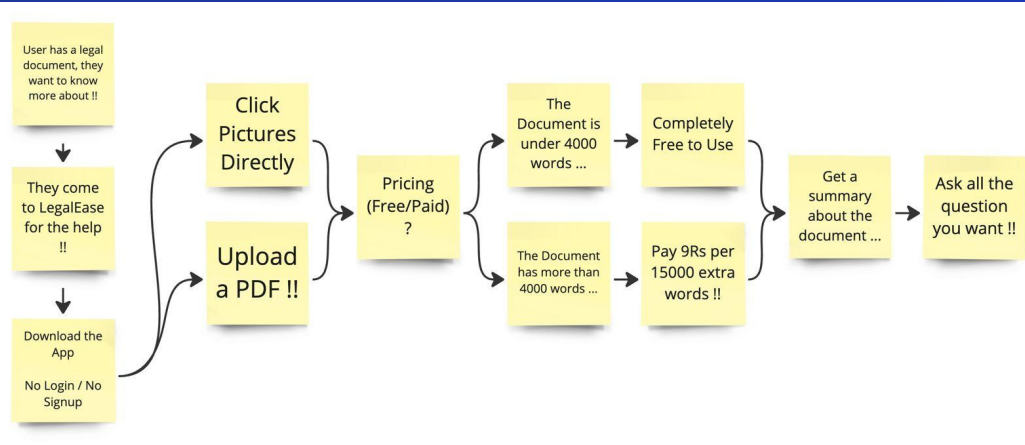 User has a legal
document, they
want to know
more about !!
They come
to LegalEase
for the help
!!
Download the
App
No Login / No
Signup
Click
Pictures
Directly
Upload
a PDF !!
Pricing
(Free/Paid)
?
The
Document is
under 4000
words ...
Completely
Free to Use
The Document
has more than
4000 words ...
Pay 9Rs per
15000 extra
words !!
Get a
summary
about the
document ...
Ask all the
question
you want !!